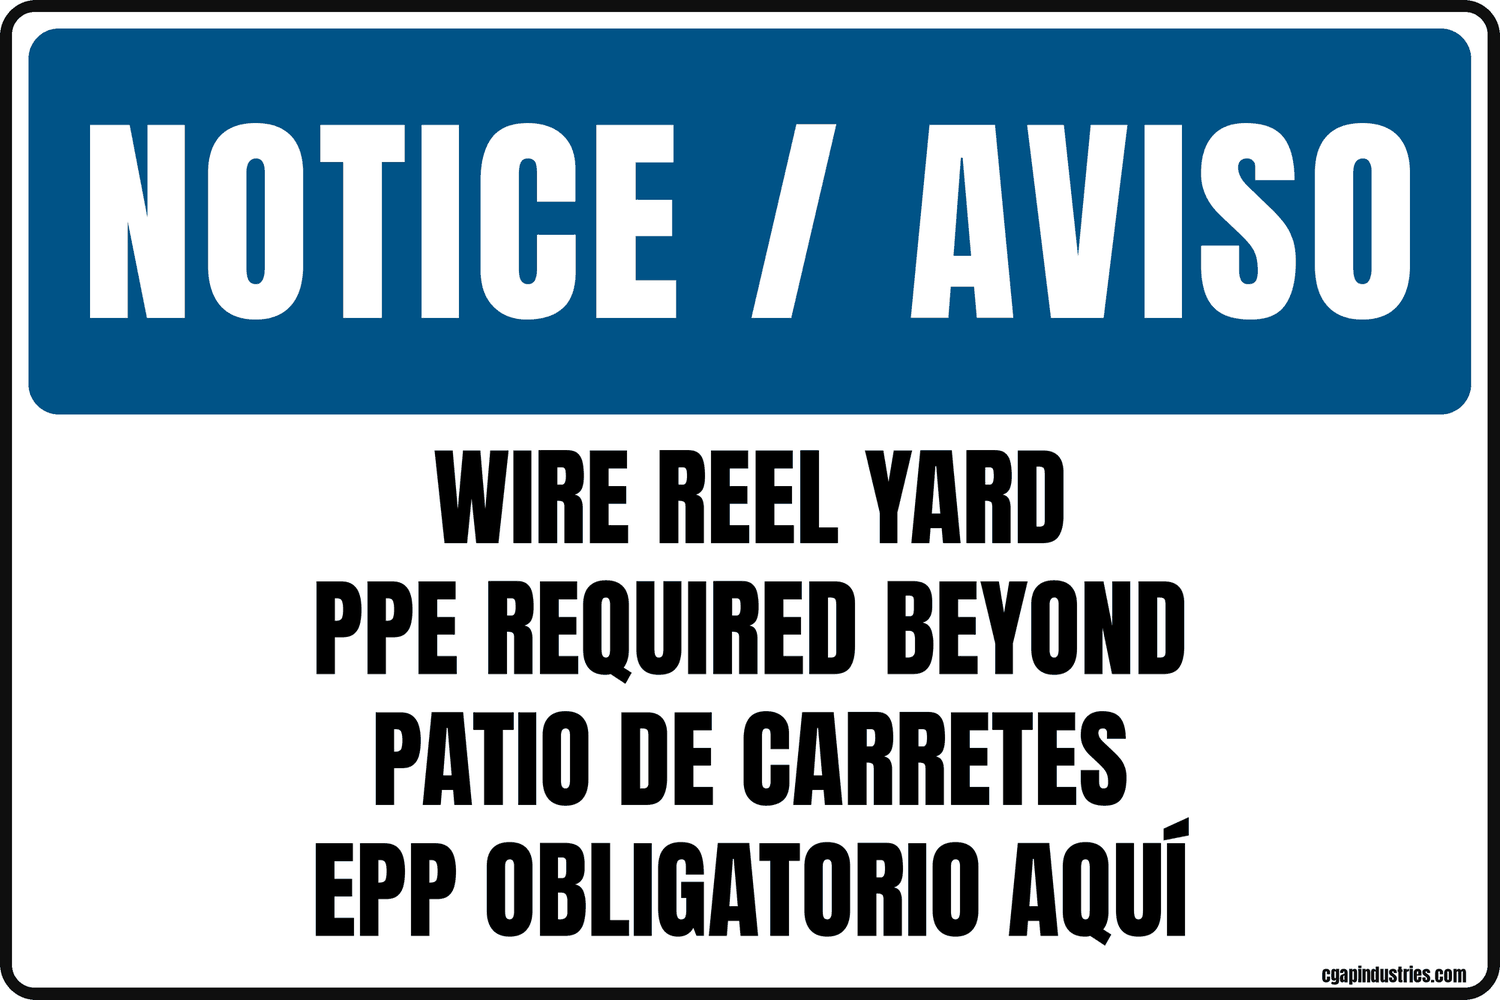 NOTICE / AVISO
WIRE REEL YARD
PPE REQUIRED BEYOND
PATIO DE CARRETES
EPP OBLIGATORIO AQUÍ
cgapindustries.com